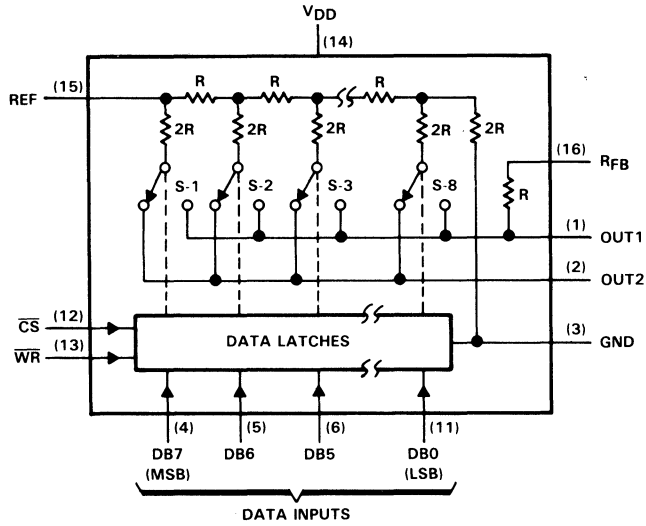 VDD
(14)
REF (15)
R R R
2R 2R 2R 2R 2R
(16) RFB
S-1 S-2 S-3 S-8
R
(1) OUT1
(2) OUT2
CS (12)
(3) GND
WR (13)
DATA LATCHES
(4) (5) (6) (11)
DB7 DB6 DB5 DB0
(MSB) (LSB)
DATA INPUTS